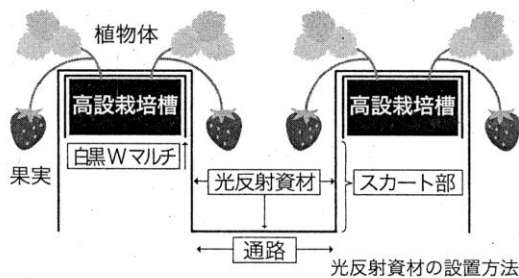 植物体
高設栽培槽
高設栽培槽
果実
白黒Wマルチ
光反射資材
スカート部
通路
光反射資材の設置方法